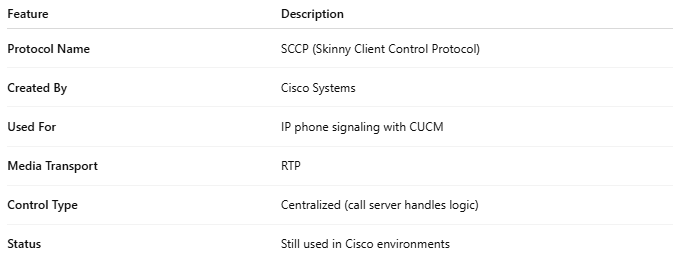 Feature Description
Protocol Name SCCP (Skinny Client Control Protocol)
Created By Cisco Systems
Used For IP phone signaling with CUCM
Media Transport RTP
Control Type Centralized (call server handles logic)
Status Still used in Cisco environments